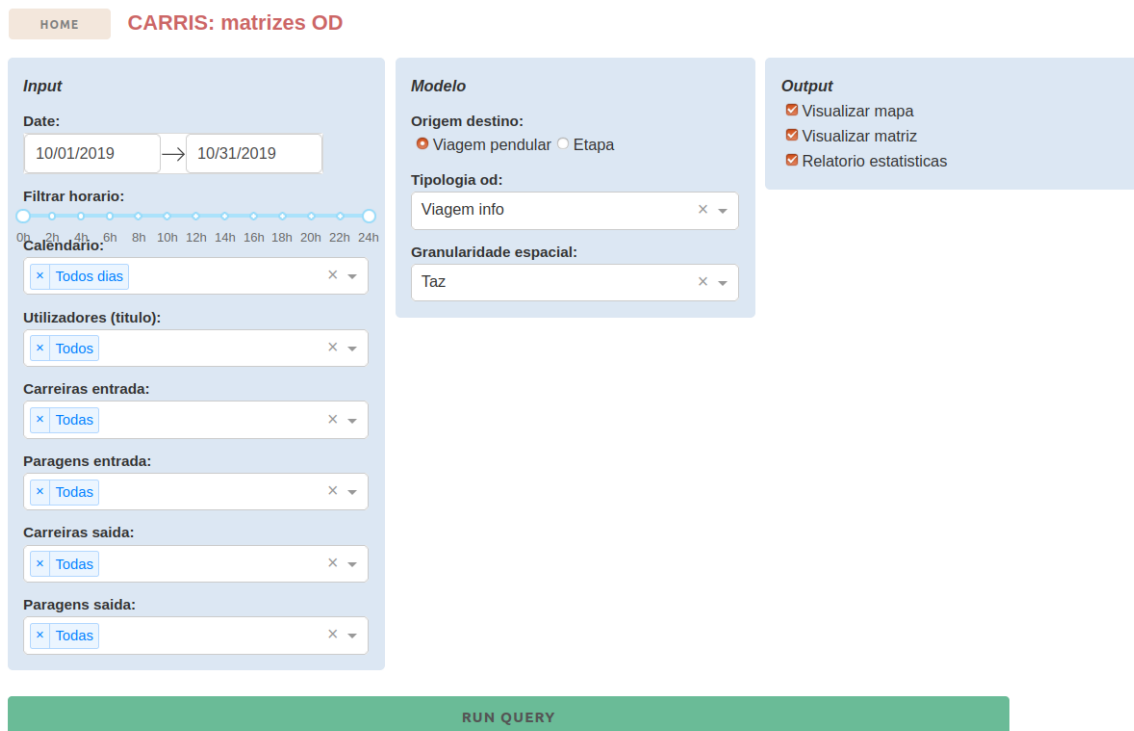 HOME
CARRIS: matrizes OD
Input
Date:
10/01/2019 → 10/31/2019
Filtrar horario:
0h 2h 4h 6h 8h 10h 12h 14h 16h 18h 20h 22h 24h
Calendario:
× Todos dias
Utilizadores (titulo):
× Todos
Carreiras entrada:
× Todas
Paragens entrada:
× Todas
Carreiras saida:
× Todas
Paragens saida:
× Todas
Modelo
Origem destino:
Viagem pendular Etapa
Tipologia od:
Viagem info
Granularidade espacial:
Taz
Output
Visualizar mapa
Visualizar matriz
Relatorio estatisticas
RUN QUERY